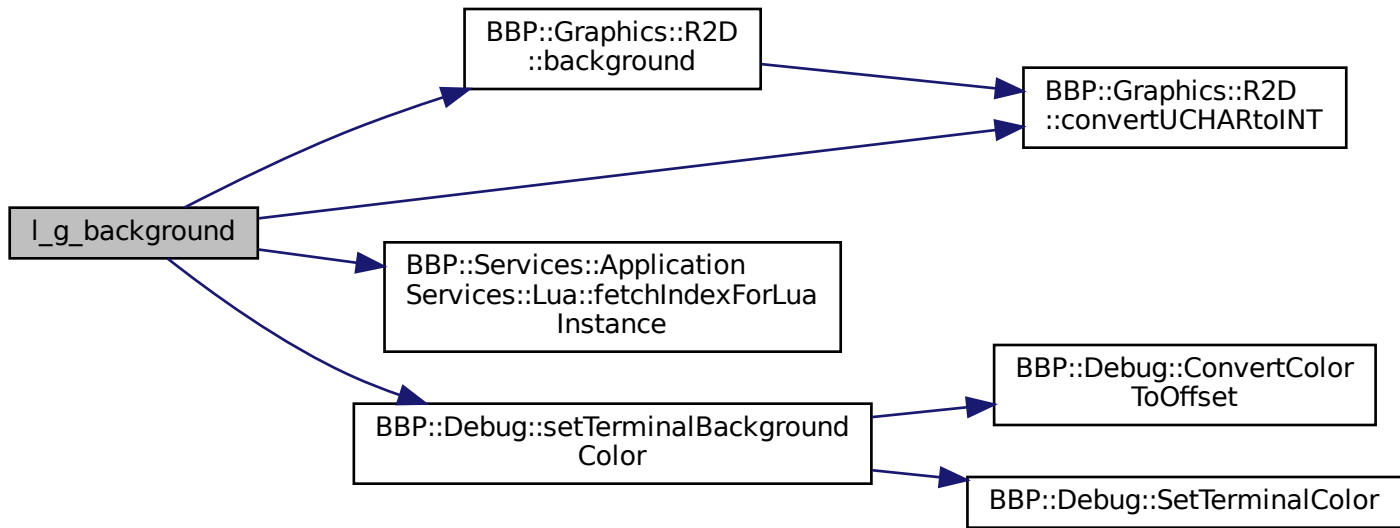 BBP::Graphics::R2D
::background
BBP::Graphics::R2D
::convertUCHARtoINT
l_g_background
BBP::Services::Application
Services::Lua::fetchIndexForLua
Instance
BBP::Debug::setTerminalBackground
Color
BBP::Debug::ConvertColor
ToOffset
BBP::Debug::SetTerminalColor